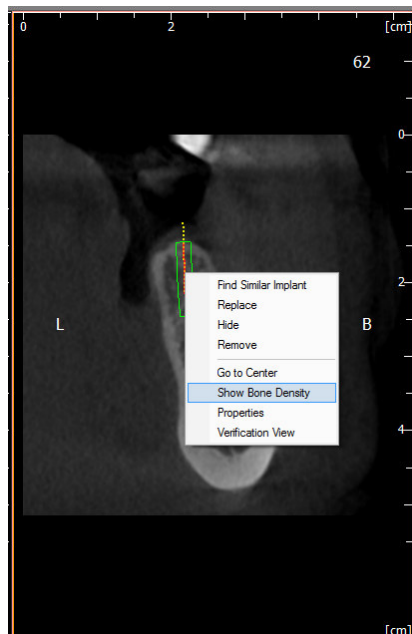 0 2 [cm]
62
0
2
L B
Find Similar Implant
Replace
Hide
Remove
Go to Center
Show Bone Density
Properties
Verification View
4
[cm]